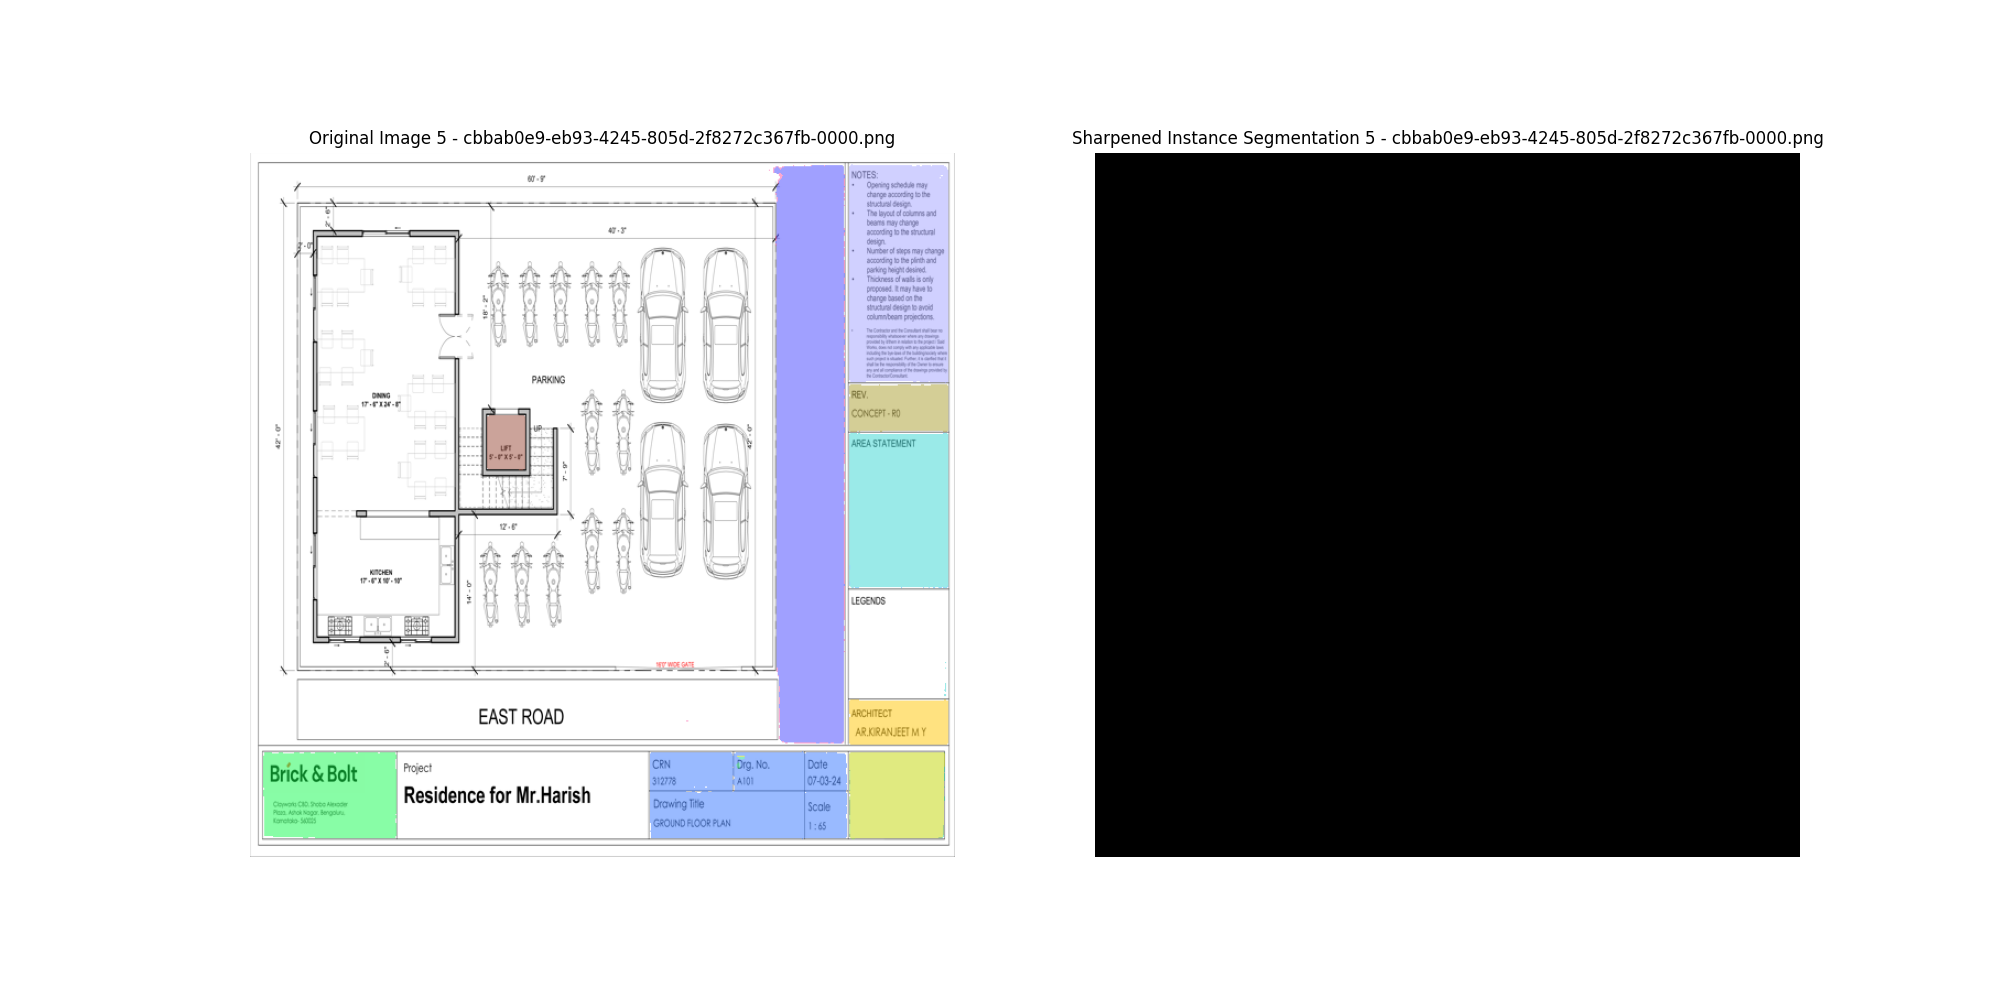 Original Image 5 - cbbab0e9-eb93-4245-805d-2f8272c367fb-0000.png
Sharpened Instance Segmentation 5 - cbbab0e9-eb93-4245-805d-2f8272c367fb-0000.png
60' - 9"
40' - 3"
18' - 2"
PARKING
DINING
17' - 6" X 24' - 8"
UP
LIFT
5' - 0" X 5' - 0"
42' - 0"
42' - 0"
7' - 9"
12' - 6"
KITCHEN
17' - 6" X 10' - 10"
14' - 0"
16'0" WIDE GATE
EAST ROAD
NOTES:
• Opening schedule may
change according to the
structural design.
• The layout of columns and
beams may change
according to the structural
design.
• Number of steps may change
according to the plinth and
parking height desired.
• Thickness of walls is only
proposed. It may have to
change based on the
structural design to avoid
column/beam projections.
REV.
CONCEPT - R0
AREA STATEMENT
LEGENDS
ARCHITECT
AR.KIRANJEET M Y
Brick & Bolt
Project
Residence for Mr.Harish
CRN
312778
Drg. No.
A101
Date
07-03-24
Drawing Title
GROUND FLOOR PLAN
Scale
1 : 65